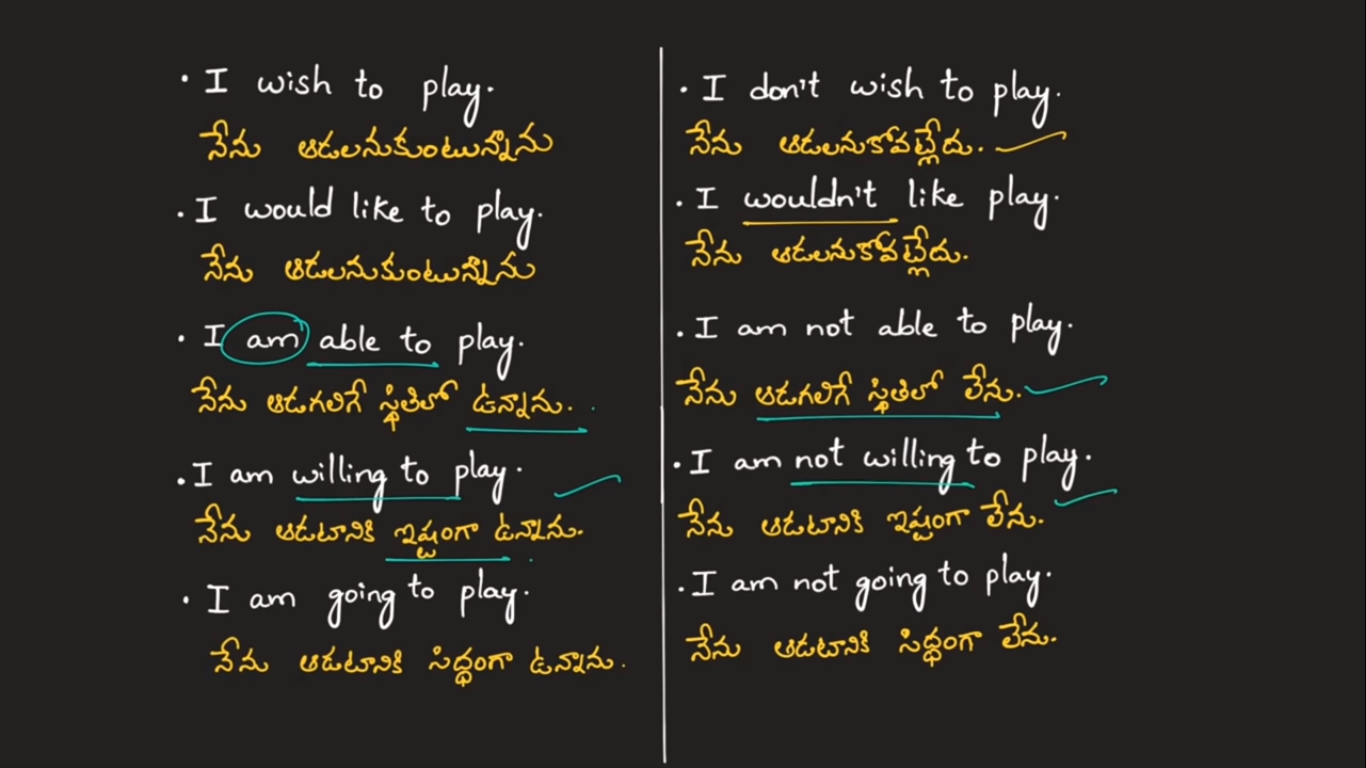 • I wish to play.
నేను ఆడలనుకుంటున్నాను
• I would like to play.
నేను ఆడలనుకుంటున్నాను
• I am able to play.
నేను ఆడగలిగే స్థితిలో ఉన్నాను.
• I am willing to play.
నేను ఆడటానికి ఇష్టంగా ఉన్నాను.
• I am going to play.
నేను ఆడటానికి సిద్ధంగా ఉన్నాను.
• I don't wish to play.
నేను ఆడలనుకోవట్లేదు.
• I wouldn't like play.
నేను ఆడలనుకోవట్లేదు.
• I am not able to play.
నేను ఆడగలిగే స్థితిలో లేను.
• I am not willing to play.
నేను ఆడటానికి ఇష్టంగా లేను.
• I am not going to play.
నేను ఆడటానికి సిద్ధంగా లేను.